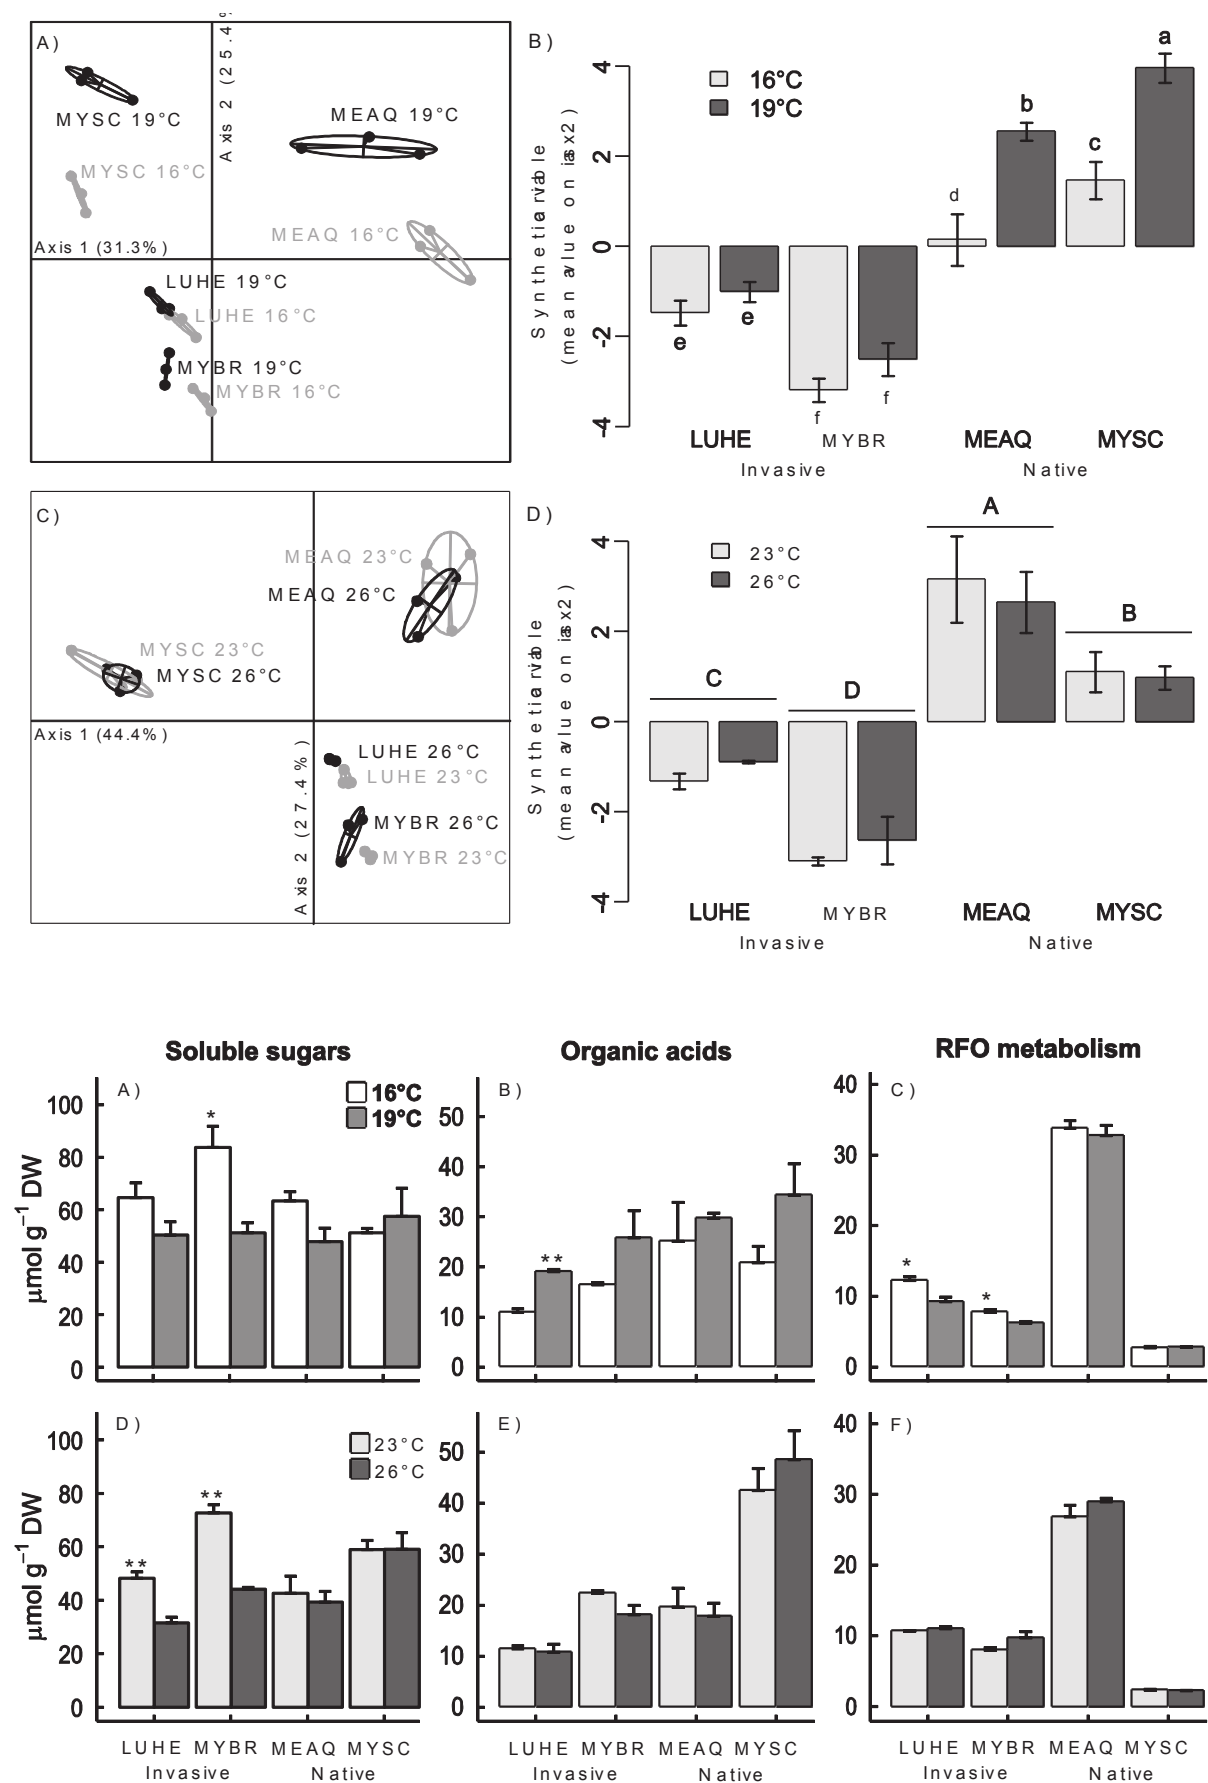 A)
Axis 2 (25.4
MYSC 19°C
MEAQ 19°C
MYSC 16°C
MEAQ 16°C
Axis 1 (31.3%)
LUHE 19°C
LUHE 16°C
MYBR 19°C
MYBR 16°C
B)
16°C
19°C
(mean value on axis x2)
4
2
0
-2
-4
e
e
f
f
d
b
c
a
LUHE
MYBR
MEAQ
MYSC
Invasive
Native
C)
MEAQ 23°C
MEAQ 26°C
MYSC 23°C
MYSC 26°C
Axis 1 (44.4%)
Axis 2 (27.4%)
LUHE 26°C
LUHE 23°C
MYBR 26°C
MYBR 23°C
D)
23°C
26°C
(mean value on axis x2)
4
2
0
-2
-4
C
D
A
B
LUHE
MYBR
MEAQ
MYSC
Invasive
Native
Soluble sugars
Organic acids
RFO metabolism
A)
16°C
19°C
µmol g⁻¹ DW
100
80
60
40
20
0
*
B)
50
40
30
20
10
0
**
C)
40
30
20
10
0
*
*
D)
23°C
26°C
µmol g⁻¹ DW
100
80
60
40
20
0
**
**
E)
50
40
30
20
10
0
F)
40
30
20
10
0
LUHE MYBR MEAQ MYSC
Invasive Native
LUHE MYBR MEAQ MYSC
Invasive Native
LUHE MYBR MEAQ MYSC
Invasive Native